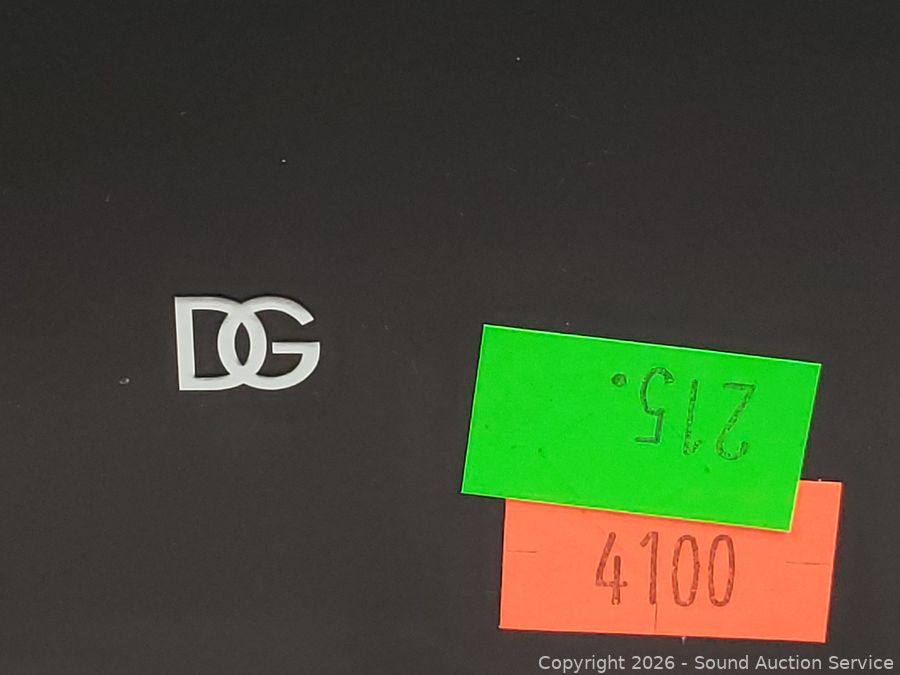 DG
215.
4100
Copyright 2026 - Sound Auction Service